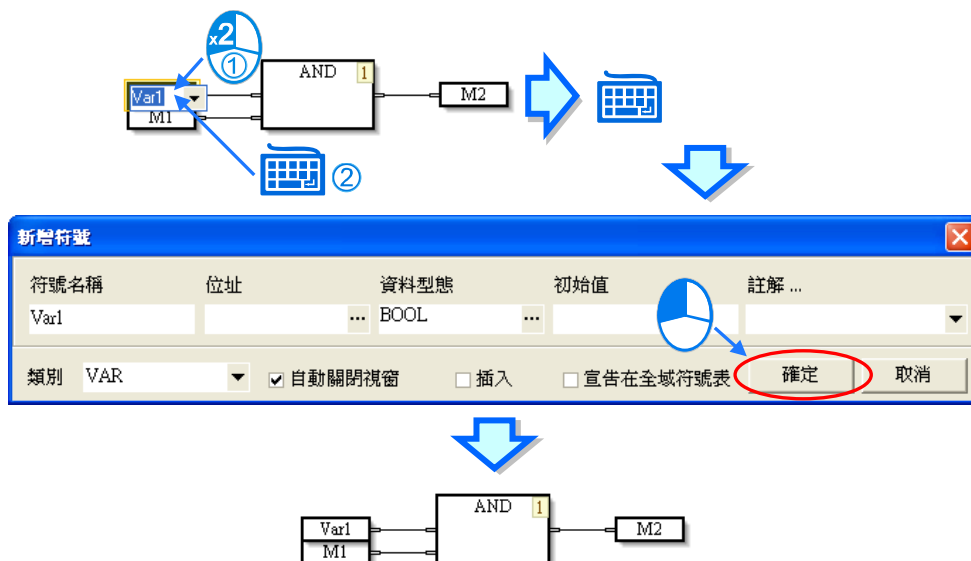 x2
①
AND 1
Var1
M1
M2
②
新增符號
符號名稱 位址 資料型態 初始值 註解 ...
Var1 ... BOOL ...
類別 VAR 自動關閉視窗 插入 宣告在全域符號表 確定 取消
AND 1
Var1
M1
M2